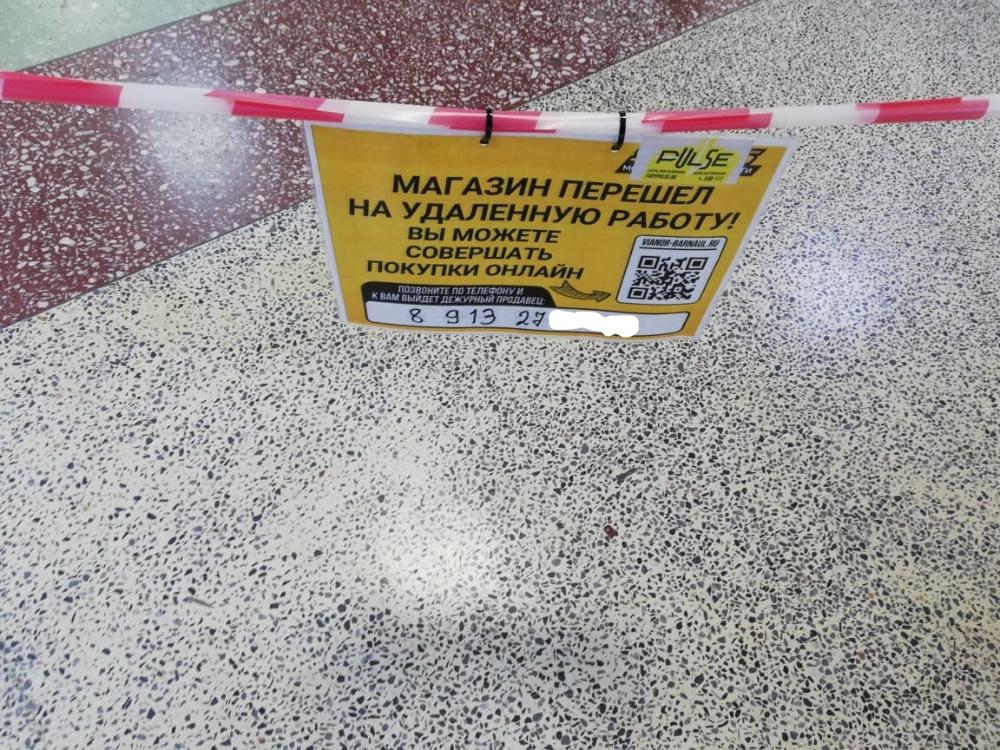 PULSE
МАГАЗИН ПЕРЕШЕЛ
НА УДАЛЕННУЮ РАБОТУ!
ВЫ МОЖЕТЕ
СОВЕРШАТЬ
ПОКУПКИ ОНЛАЙН
VIANOR-BARNAUL.RU
ПОЗВОНИТЕ ПО ТЕЛЕФОНУ И
К ВАМ ВЫЙДЕТ ДЕЖУРНЫЙ ПРОДАВЕЦ:
8 913 27